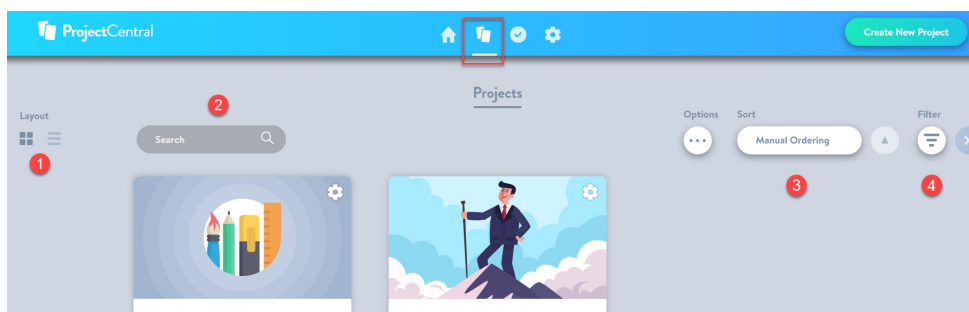 ProjectCentral
Create New Project
Projects
Layout
2
Options
Sort
Filter
Search
Manual Ordering
1
3
4